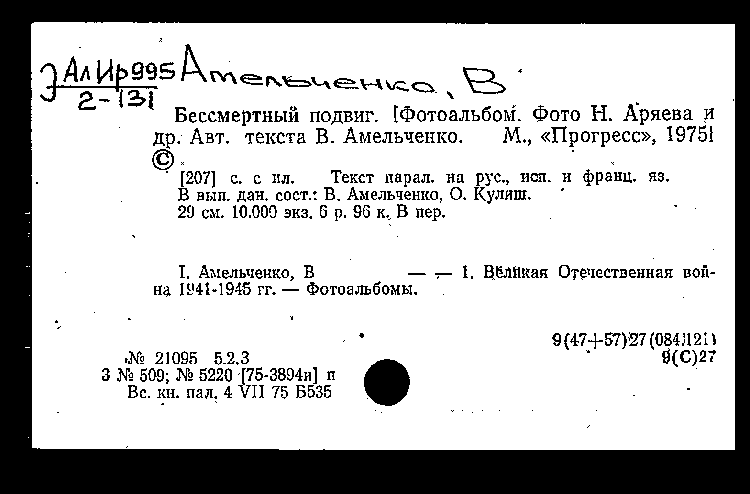 Э АлИр995 Амельченко, В
2-131
Бессмертный подвиг. [Фотоальбом. Фото Н. Аряева и
др. Авт. текста В. Амельченко. М., «Прогресс», 1975]
©
[207] с. с ил. Текст парал. на рус., исп. и франц. яз.
В вып. дан. сост.: В. Амельченко, О. Куляш.
29 см. 10.000 экз. 6 р. 96 к. В пер.
I. Амельченко, В — — 1. Великая Отечественная вой-
на 1941-1945 гг. — Фотоальбомы.
9(47+57)27(084.121)
№ 21095 5.2.3 9(С)27
3 № 509; № 5220 [75-3894и] п
Вс. кн. пал. 4 VII 75 Б535